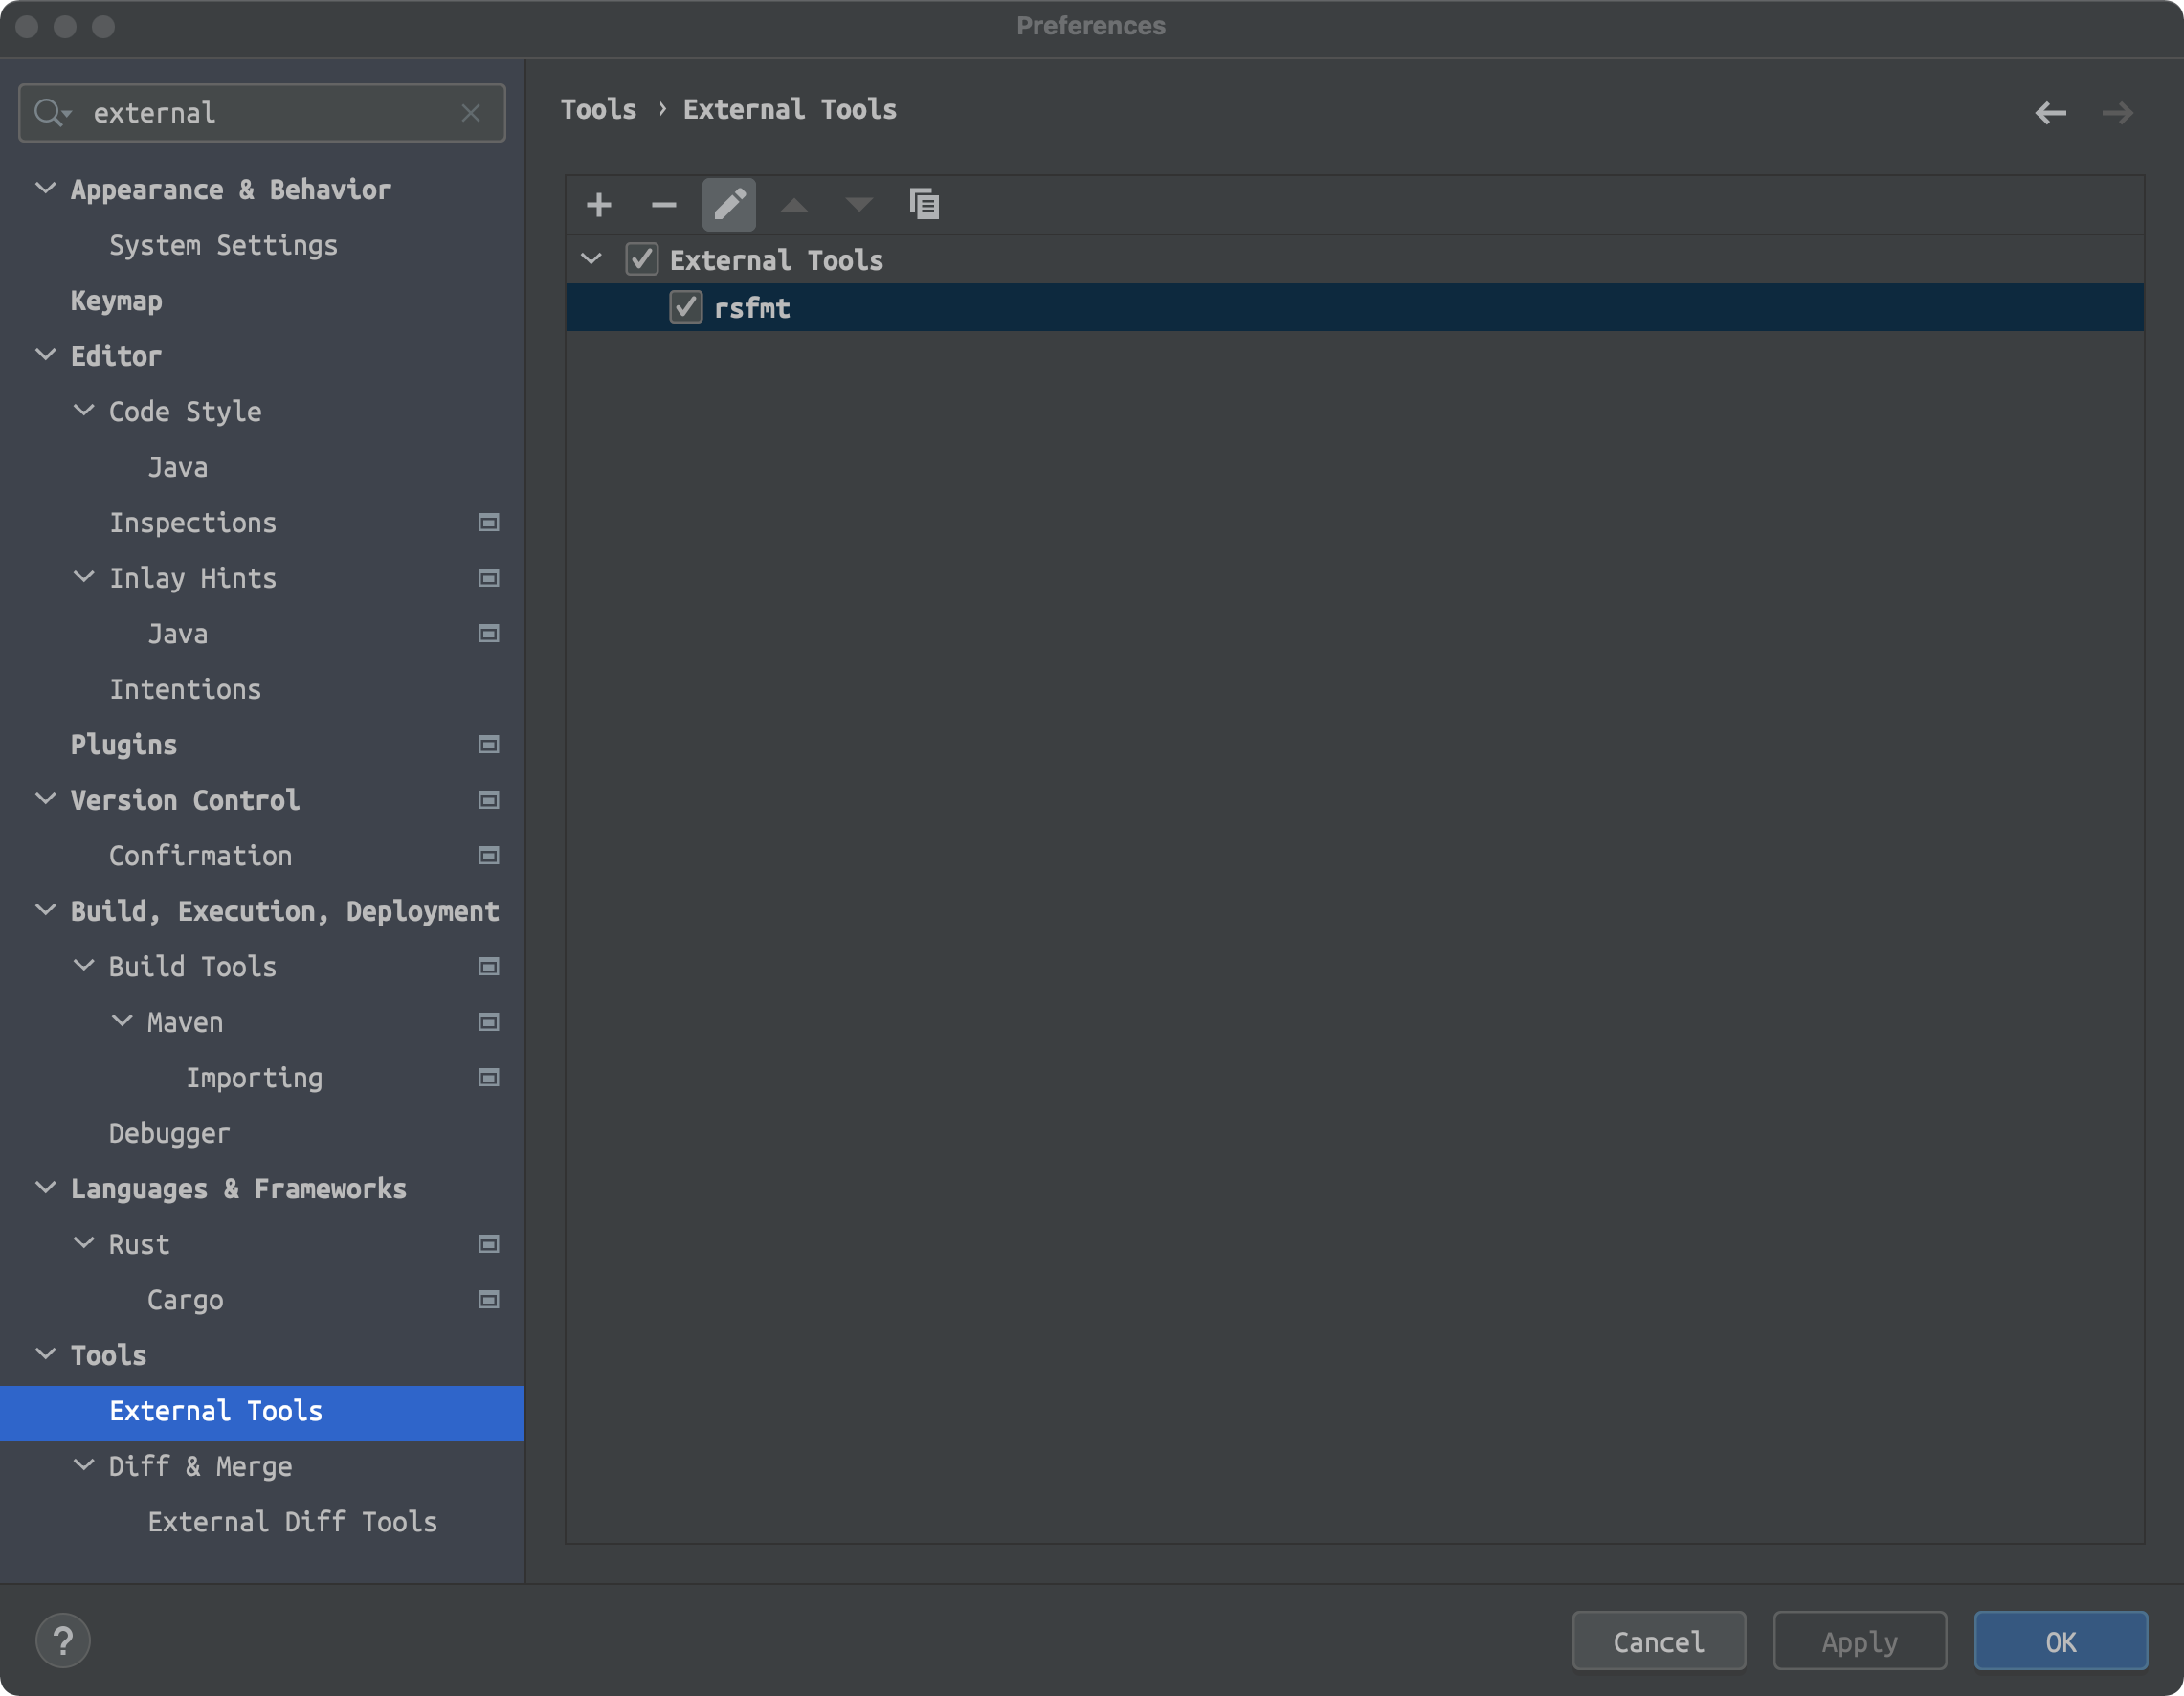 Preferences
external
Appearance & Behavior
System Settings
Keymap
Editor
Code Style
Java
Inspections
Inlay Hints
Java
Intentions
Plugins
Version Control
Confirmation
Build, Execution, Deployment
Build Tools
Maven
Importing
Debugger
Languages & Frameworks
Rust
Cargo
Tools
External Tools
Diff & Merge
External Diff Tools
Tools › External Tools
External Tools
rsfmt
?
Cancel
Apply
OK